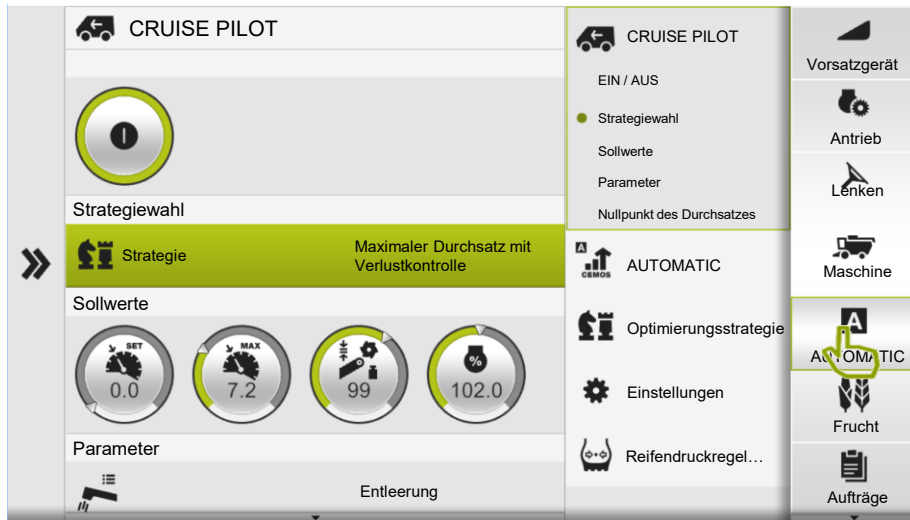 CRUISE PILOT
Strategiewahl
Strategie
Maximaler Durchsatz mit
Verlustkontrolle
Sollwerte
SET
0.0
MAX
7.2
99
%
102.0
Parameter
Entleerung
CRUISE PILOT
EIN / AUS
Strategiewahl
Sollwerte
Parameter
Nullpunkt des Durchsatzes
A
CEMOS
AUTOMATIC
Optimierungsstrategie
Einstellungen
Reifendruckregel…
Vorsatzgerät
Antrieb
Lenken
Maschine
A
AUTOMATIC
Frucht
Aufträge